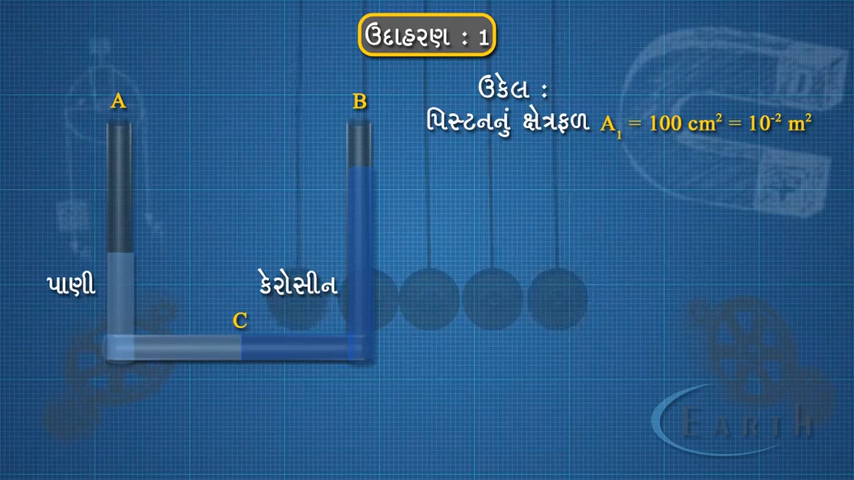 ઉદાહરણ : 1
ઉકેલ :
પિસ્ટનનું ક્ષેત્રફળ A₁ = 100 cm² = 10⁻² m²
A
B
પાણી
કેરોસીન
C
EARTH